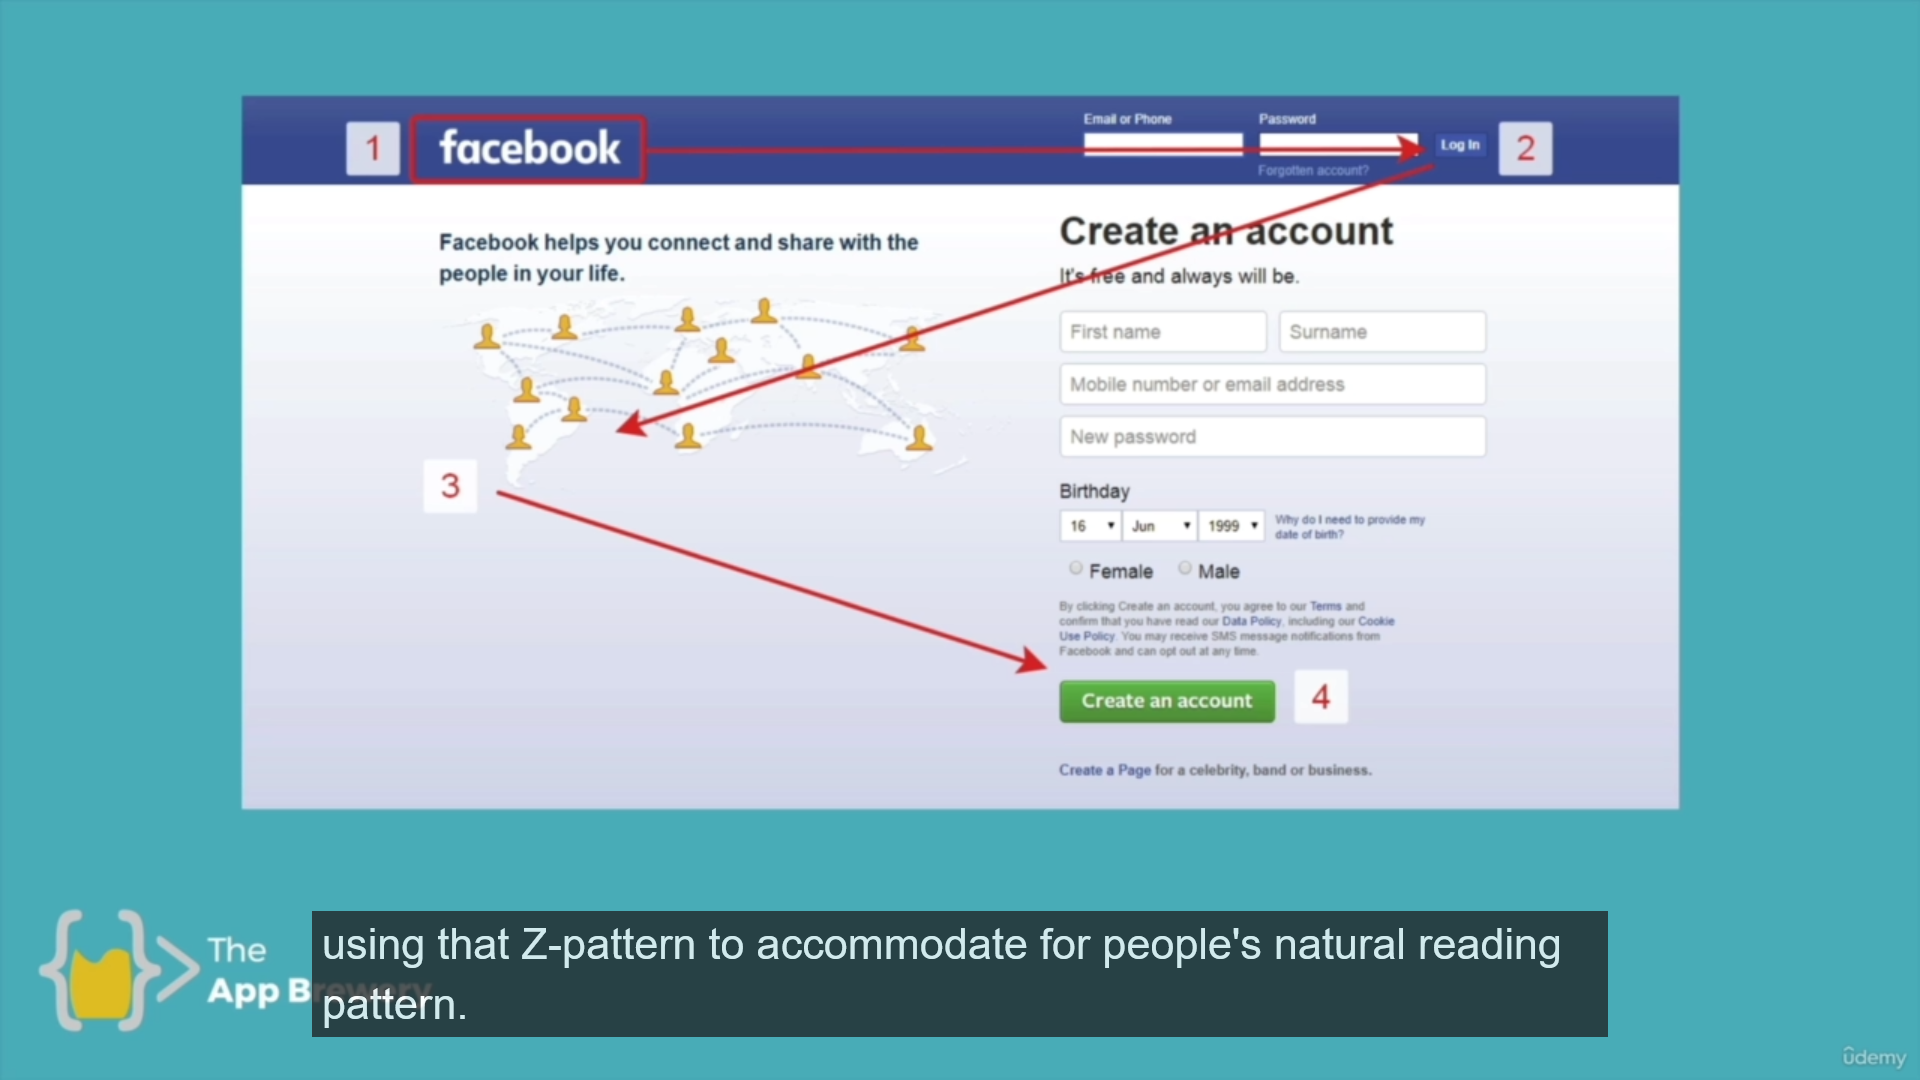 1
facebook
Email or Phone
Password
Log In
2
Forgotten account?
Facebook helps you connect and share with the
people in your life.
Create an account
It's free and always will be.
First name
Surname
Mobile number or email address
New password
3
Birthday
16
Jun
1999
Why do I need to provide my
date of birth?
Female
Male
By clicking Create an account, you agree to our Terms and
confirm that you have read our Data Policy, including our Cookie
Use Policy. You may receive SMS message notifications from
Facebook and can opt out at any time.
Create an account
4
Create a Page for a celebrity, band or business.
The
App Brewery
using that Z-pattern to accommodate for people's natural reading
pattern.
udemy